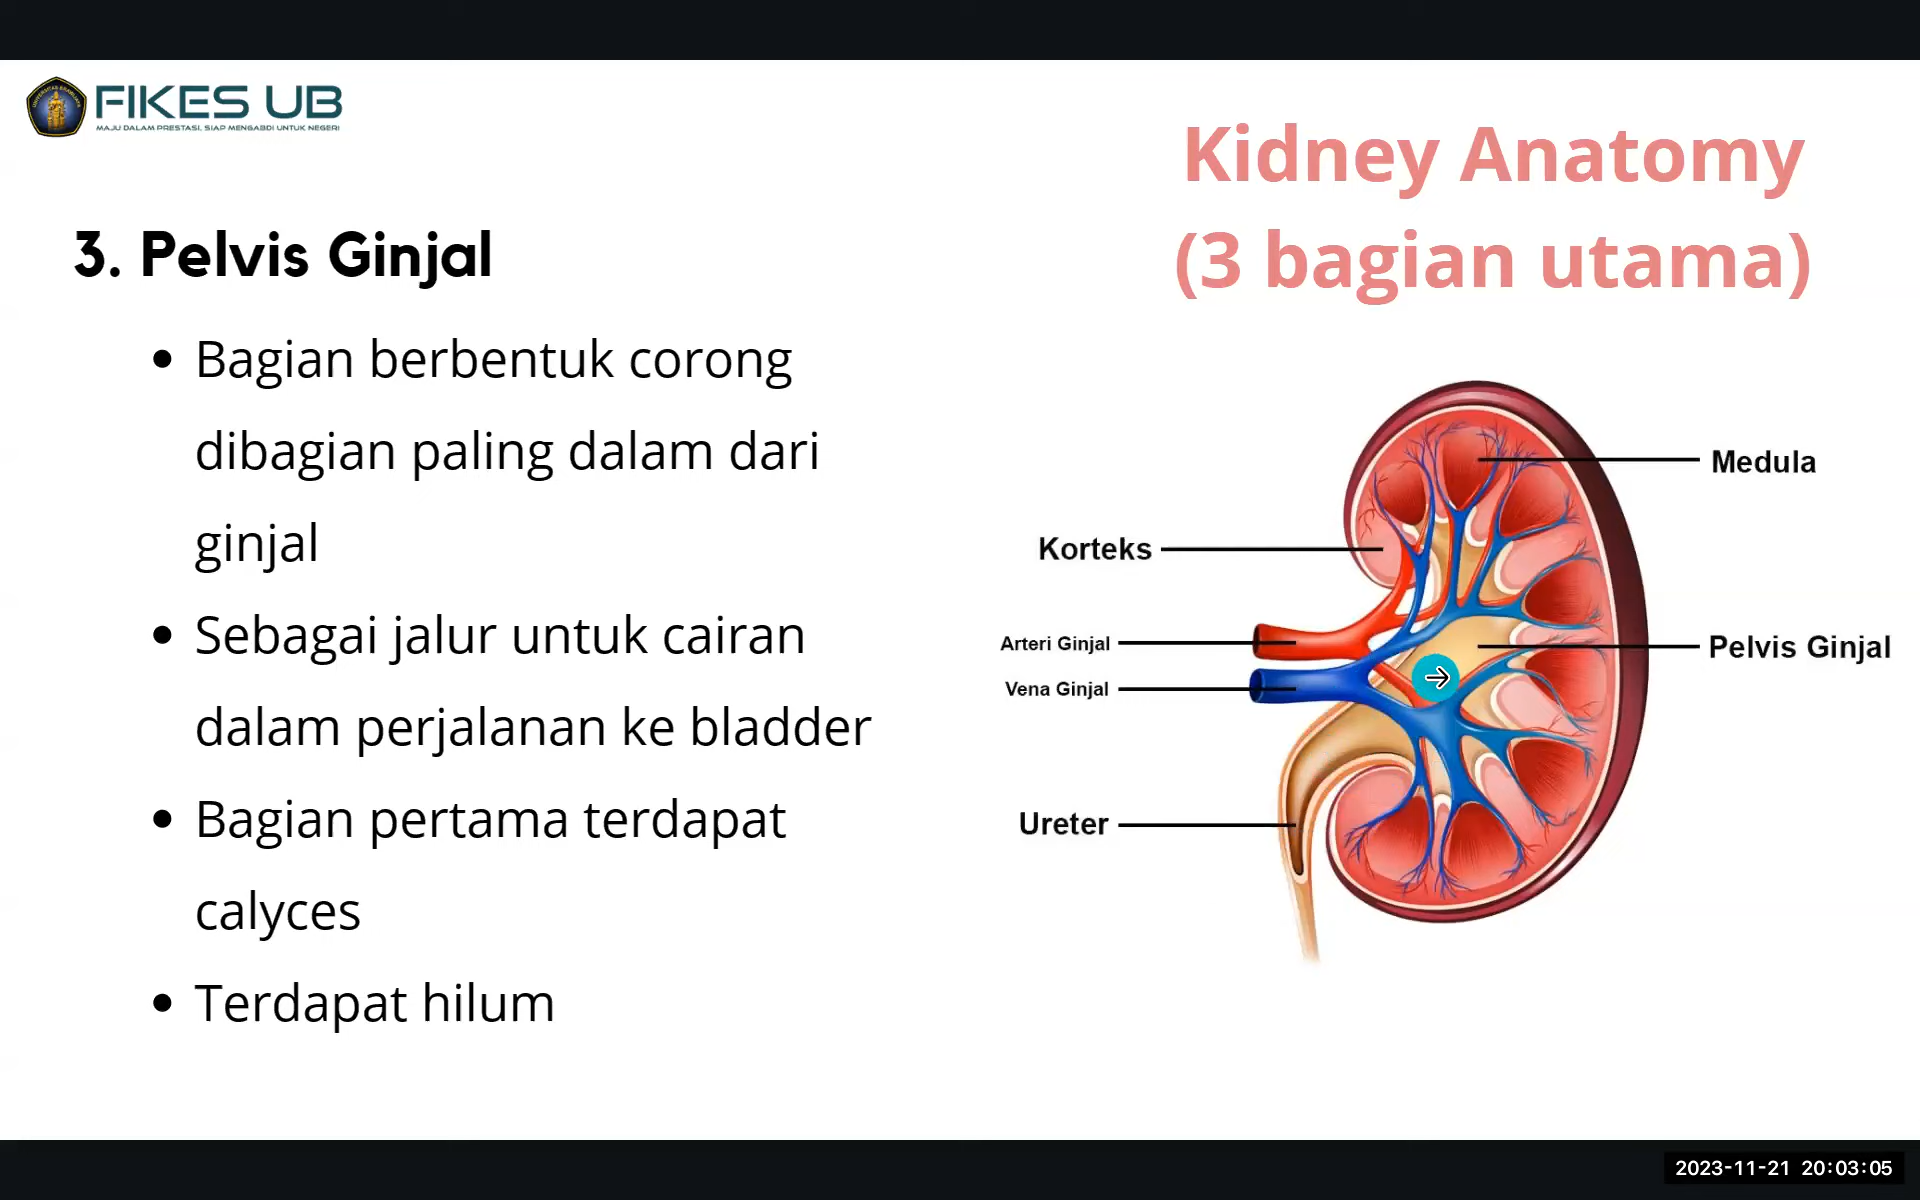 FIKES UB
MAJU DALAM PRESTASI, SIAP MENGABDI UNTUK NEGERI
Kidney Anatomy
(3 bagian utama)
3. Pelvis Ginjal
• Bagian berbentuk corong
dibagian paling dalam dari
ginjal
• Sebagai jalur untuk cairan
dalam perjalanan ke bladder
• Bagian pertama terdapat
calyces
• Terdapat hilum
Medula
Korteks
Arteri Ginjal
Pelvis Ginjal
Vena Ginjal
Ureter
2023-11-21 20:03:05